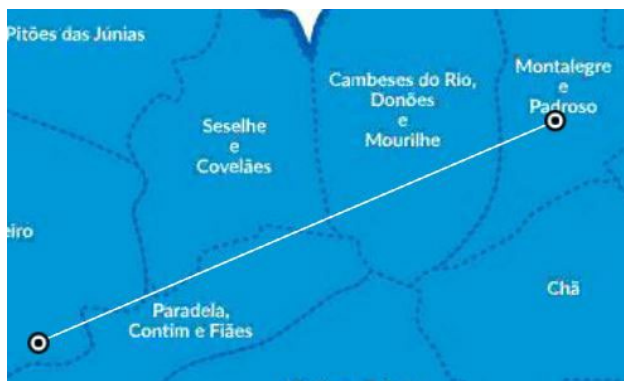 Pitões das Júnias
Montalegre
e
Padroso
Cambeses do Rio,
Donões
e
Mourilhe
Seselhe
e
Covelães
eiro
Chã
Paradela,
Contim e Fiães